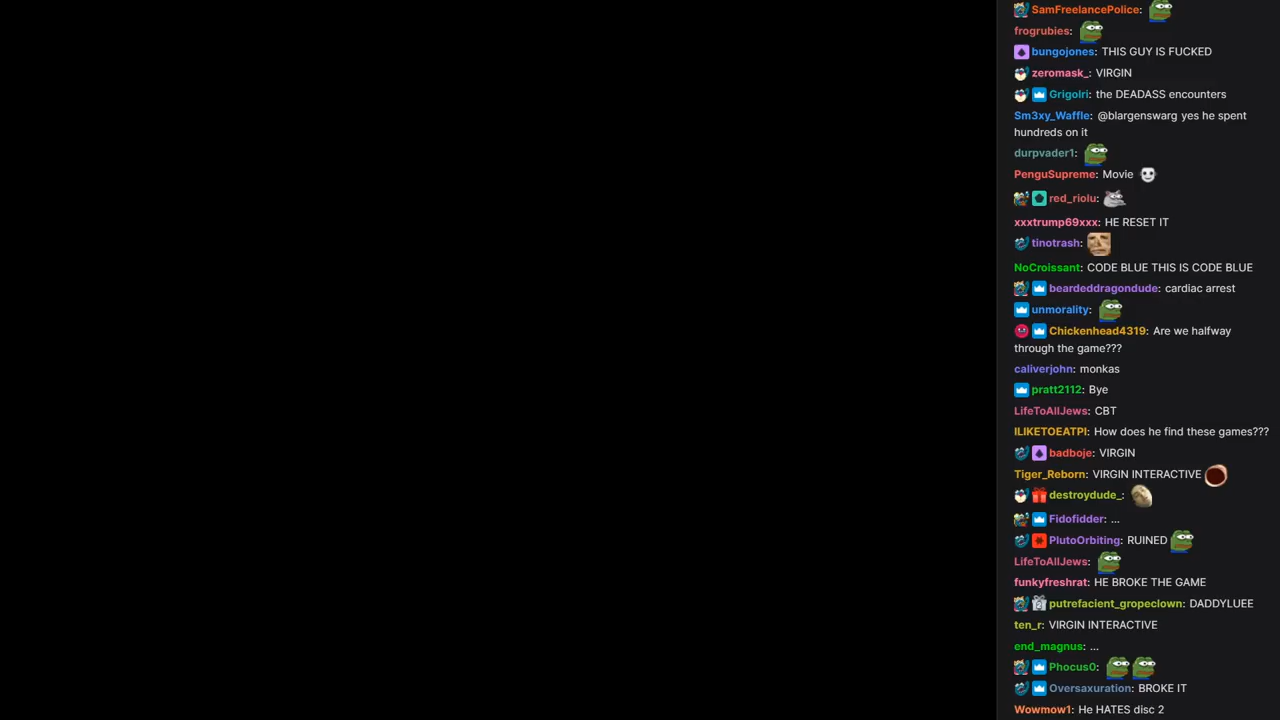 SamFreelancePolice:
frogrubies:
bungojones: THIS GUY IS FUCKED
zeromask_: VIRGIN
Grigolri: the DEADASS encounters
Sm3xy_Waffle: @blargenswarg yes he spent
hundreds on it
durpvader1:
PenguSupreme: Movie
red_riolu:
xxxtrump69xxx: HE RESET IT
tinotrash:
NoCroissant: CODE BLUE THIS IS CODE BLUE
beardeddragondude: cardiac arrest
unmorality:
Chickenhead4319: Are we halfway
through the game???
caliverjohn: monkas
pratt2112: Bye
LifeToAllJews: CBT
ILIKETOEATPI: How does he find these games???
badboje: VIRGIN
Tiger_Reborn: VIRGIN INTERACTIVE
destroydude_:
Fidofidder: ...
PlutoOrbiting: RUINED
LifeToAllJews:
funkyfreshrat: HE BROKE THE GAME
putrefacient_gropeclown: DADDYLUEE
ten_r: VIRGIN INTERACTIVE
end_magnus: ...
Phocus0:
Oversaxuration: BROKE IT
Wowmow1: He HATES disc 2